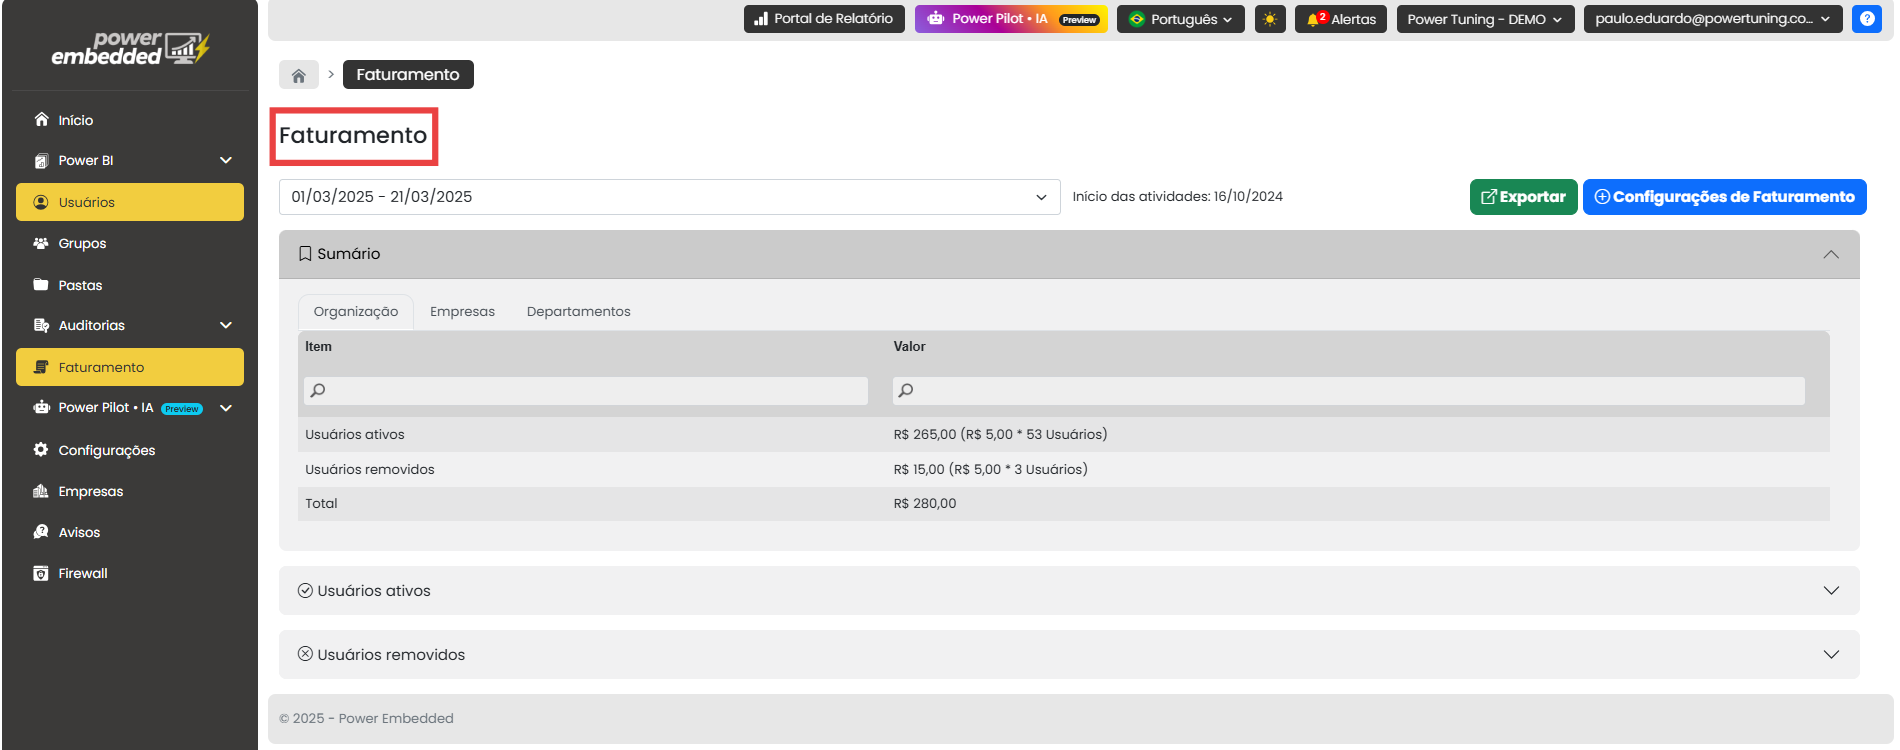 Portal de Relatório
Power Pilot • IA Preview
Português
2 Alertas
Power Tuning - DEMO
paulo.eduardo@powertuning.co...
?
power
embedded
Início
Power BI
Usuários
Grupos
Pastas
Auditorias
Faturamento
Power Pilot • IA Preview
Configurações
Empresas
Avisos
Firewall
> Faturamento
Faturamento
01/03/2025 - 21/03/2025
Início das atividades: 16/10/2024
Exportar
Configurações de Faturamento
Sumário
Organização Empresas Departamentos
Item Valor
Usuários ativos R$ 265,00 (R$ 5,00 * 53 Usuários)
Usuários removidos R$ 15,00 (R$ 5,00 * 3 Usuários)
Total R$ 280,00
Usuários ativos
Usuários removidos
© 2025 - Power Embedded